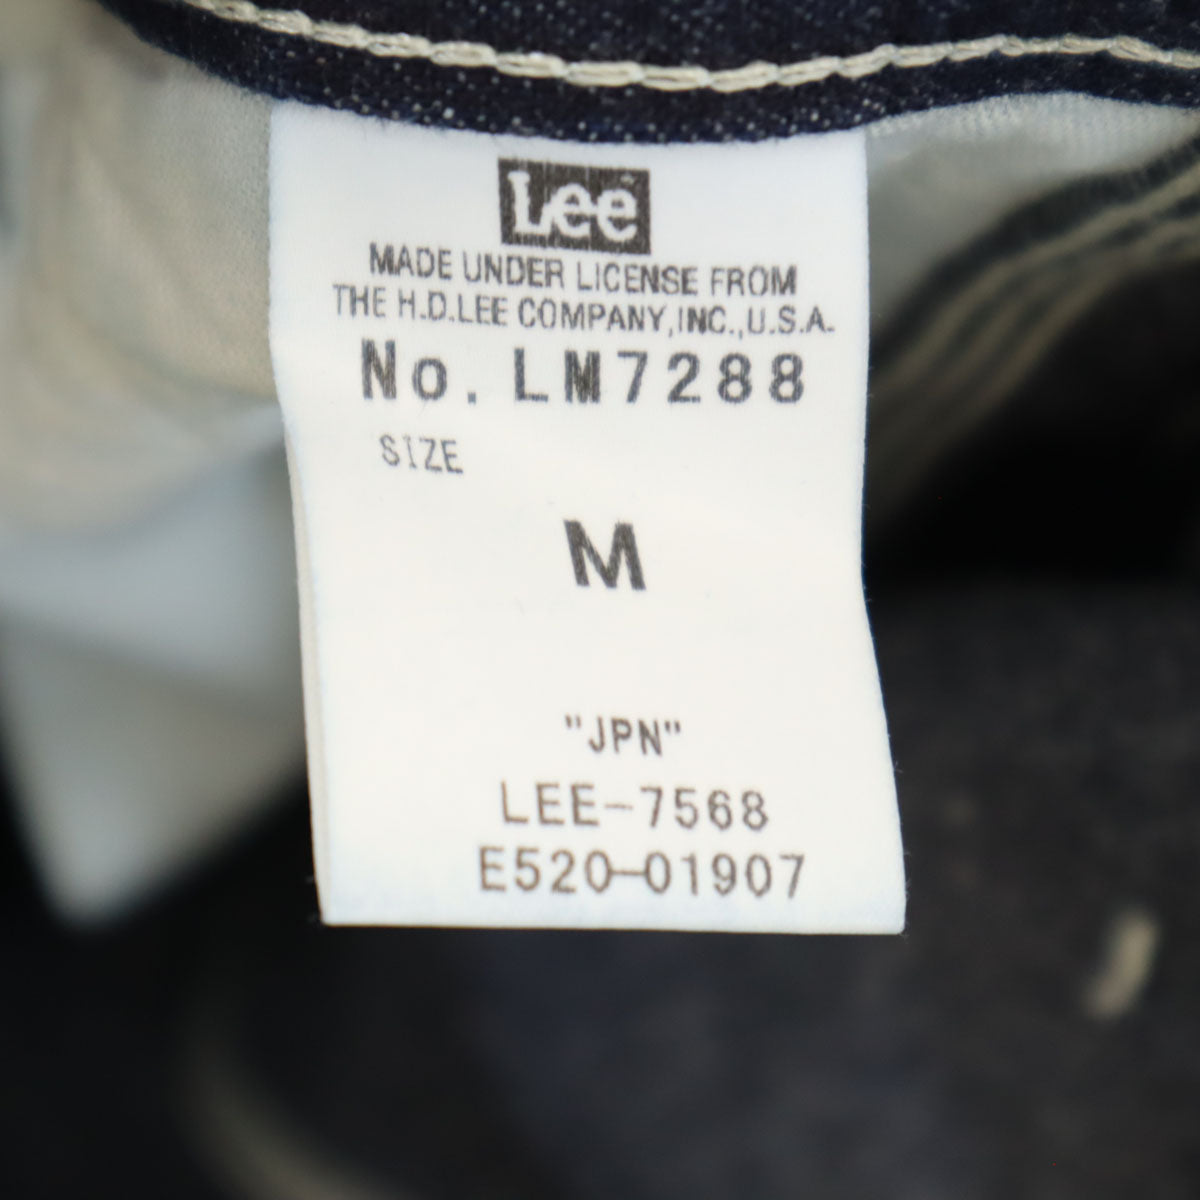 Lee
MADE UNDER LICENSE FROM
THE H.D.LEE COMPANY,INC.,U.S.A.
No. LM7288
SIZE
M
"JPN"
LEE-7568
E520-01907